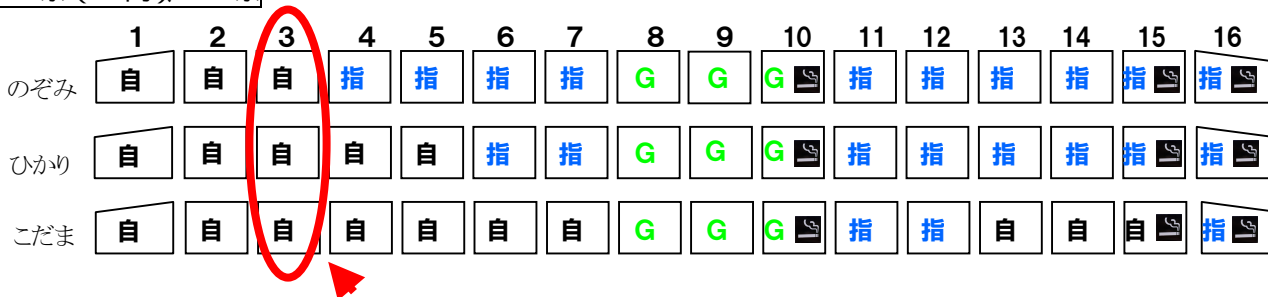 1 2 3 4 5 6 7 8 9 10 11 12 13 14 15 16
のぞみ 自 自 自 指 指 指 指 G G G 指 指 指 指 指 指
ひかり 自 自 自 自 自 指 指 G G G 指 指 指 指 指 指
こだま 自 自 自 自 自 自 自 G G G 指 指 自 自 自 指